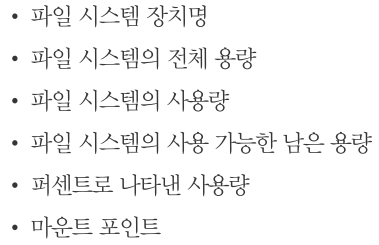 • 파일 시스템 장치명
• 파일 시스템의 전체 용량
• 파일 시스템의 사용량
• 파일 시스템의 사용 가능한 남은 용량
• 퍼센트로 나타낸 사용량
• 마운트 포인트